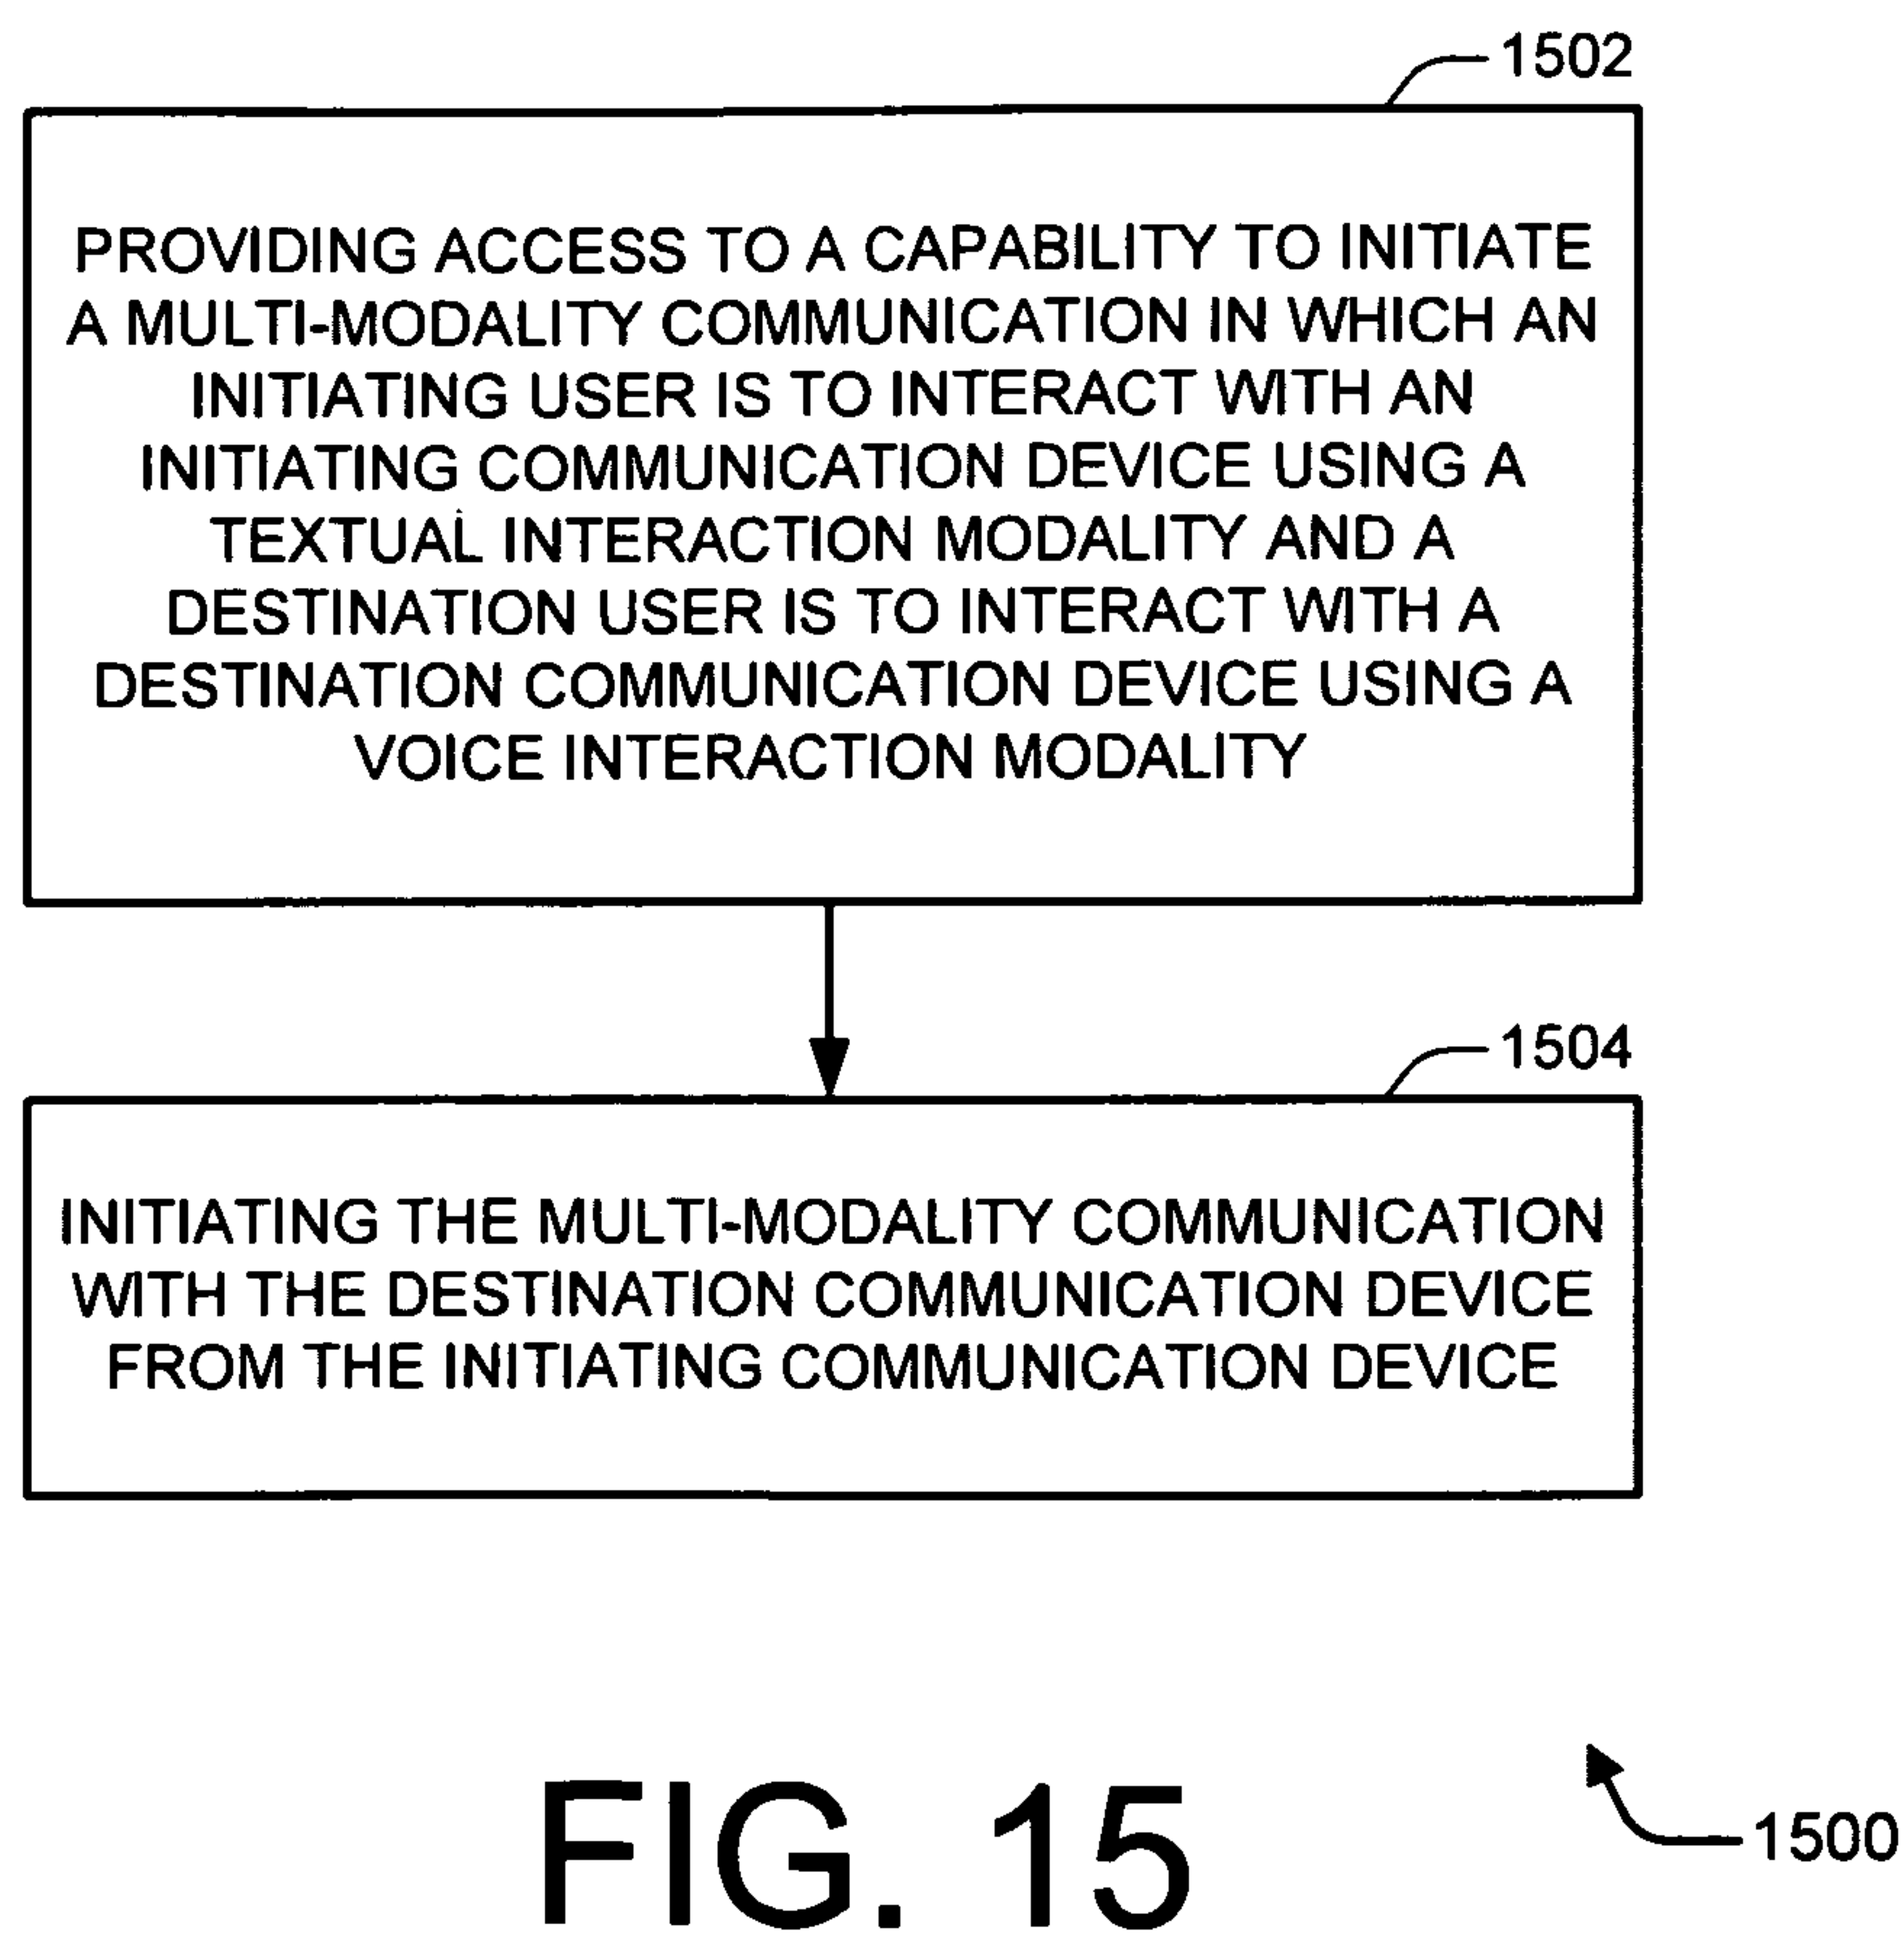 1502
PROVIDING ACCESS TO A CAPABILITY TO INITIATE
A MULTI-MODALITY COMMUNICATION IN WHICH AN
INITIATING USER IS TO INTERACT WITH AN
INITIATING COMMUNICATION DEVICE USING A
TEXTUAL INTERACTION MODALITY AND A
DESTINATION USER IS TO INTERACT WITH A
DESTINATION COMMUNICATION DEVICE USING A
VOICE INTERACTION MODALITY
1504
INITIATING THE MULTI-MODALITY COMMUNICATION
WITH THE DESTINATION COMMUNICATION DEVICE
FROM THE INITIATING COMMUNICATION DEVICE
FIG. 15
1500